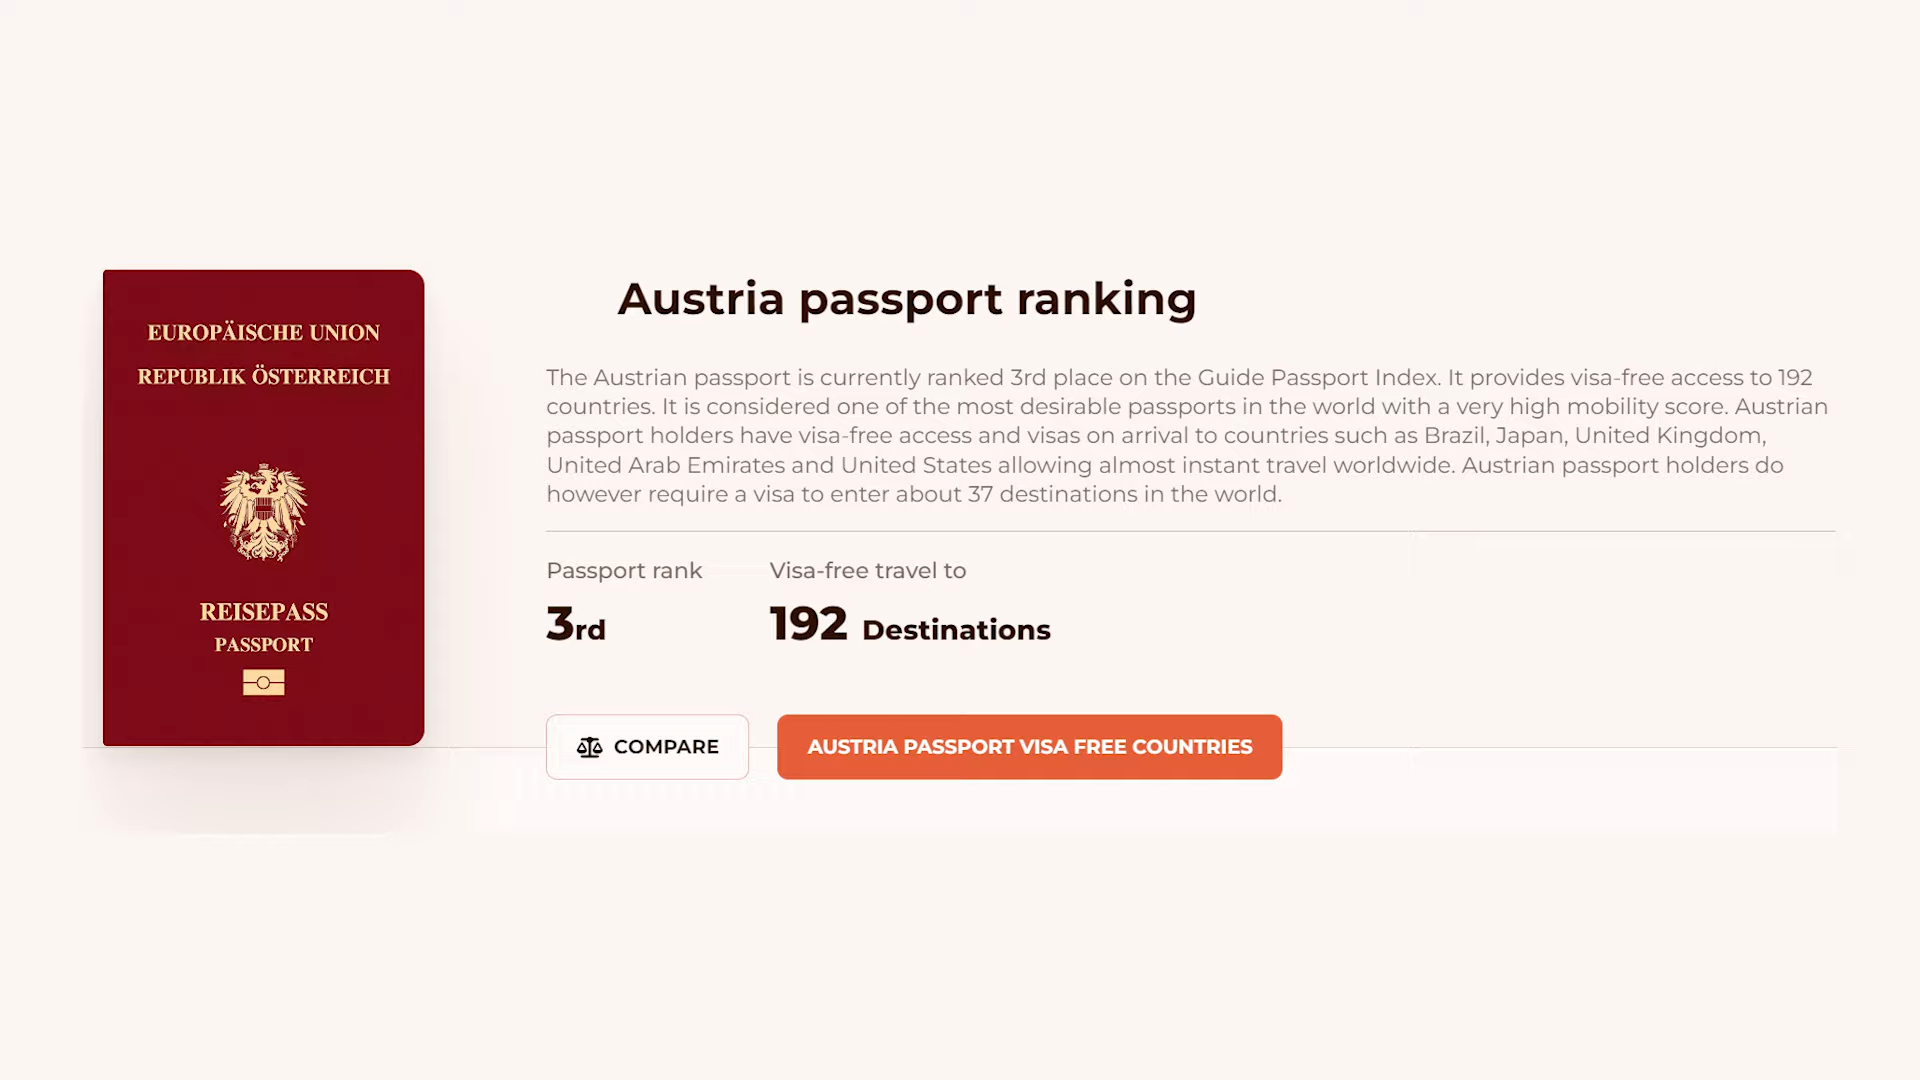 EUROPÄISCHE UNION
REPUBLIK ÖSTERREICH
REISEPASS
PASSPORT
Austria passport ranking
The Austrian passport is currently ranked 3rd place on the Guide Passport Index. It provides visa-free access to 192
countries. It is considered one of the most desirable passports in the world with a very high mobility score. Austrian
passport holders have visa-free access and visas on arrival to countries such as Brazil, Japan, United Kingdom,
United Arab Emirates and United States allowing almost instant travel worldwide. Austrian passport holders do
however require a visa to enter about 37 destinations in the world.
Passport rank
3rd
Visa-free travel to
192 Destinations
COMPARE
AUSTRIA PASSPORT VISA FREE COUNTRIES